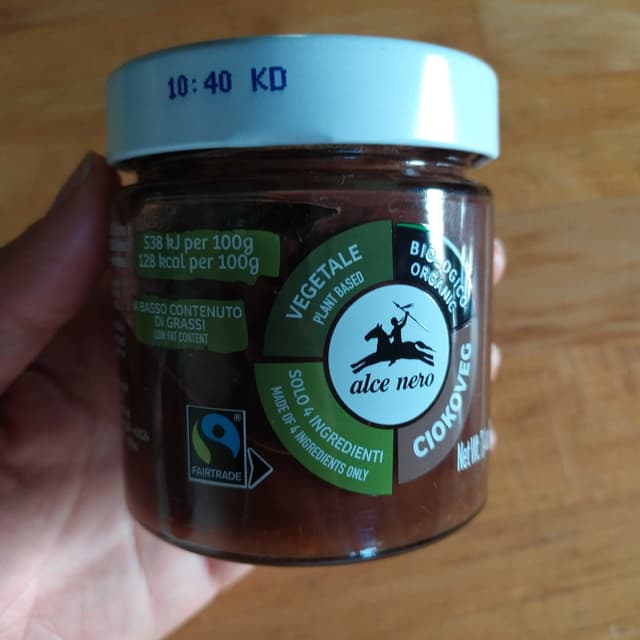 10:40 KD
538 kJ per 100g
128 kcal per 100g
A BASSO CONTENUTO
DI GRASSI
LOW FAT CONTENT
VEGETALE
PLANT BASED
BIOLOGICO
ORGANIC
alce nero
SOLO 4 INGREDIENTI
MADE OF 4 INGREDIENTS ONLY
CIOKOVEG
FAIRTRADE
®
Net Wt.